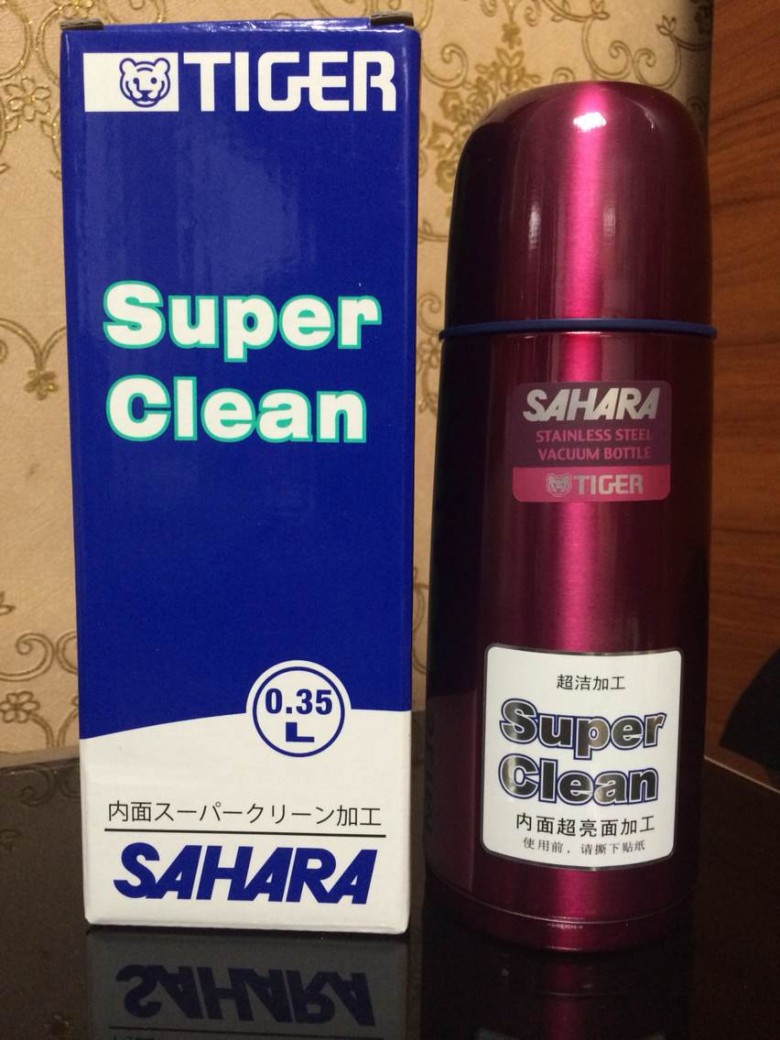 TIGER
Super
Clean
0.35
L
内面スーパークリーン加工
SAHARA
SAHARA
STAINLESS STEEL
VACUUM BOTTLE
TIGER
超洁加工
Super
Clean
内面超亮面加工
使用前，请撕下贴纸